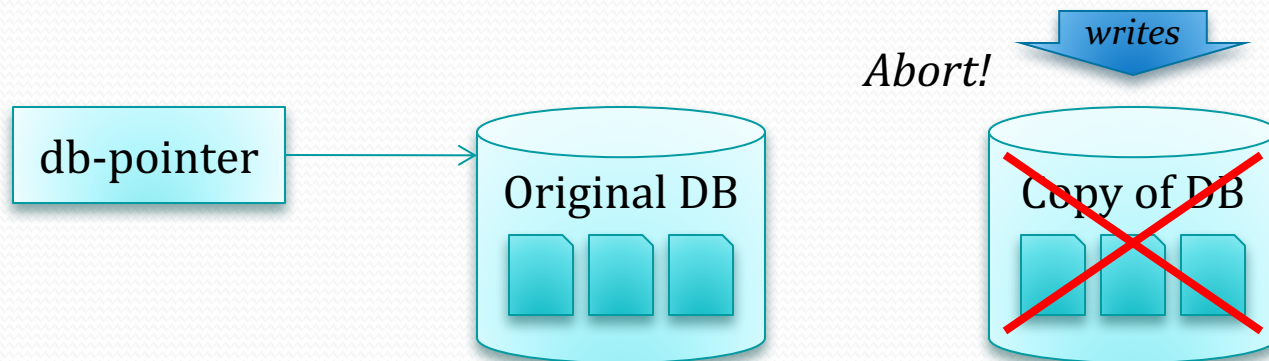 writes
Abort!
db-pointer
Original DB
Copy of DB